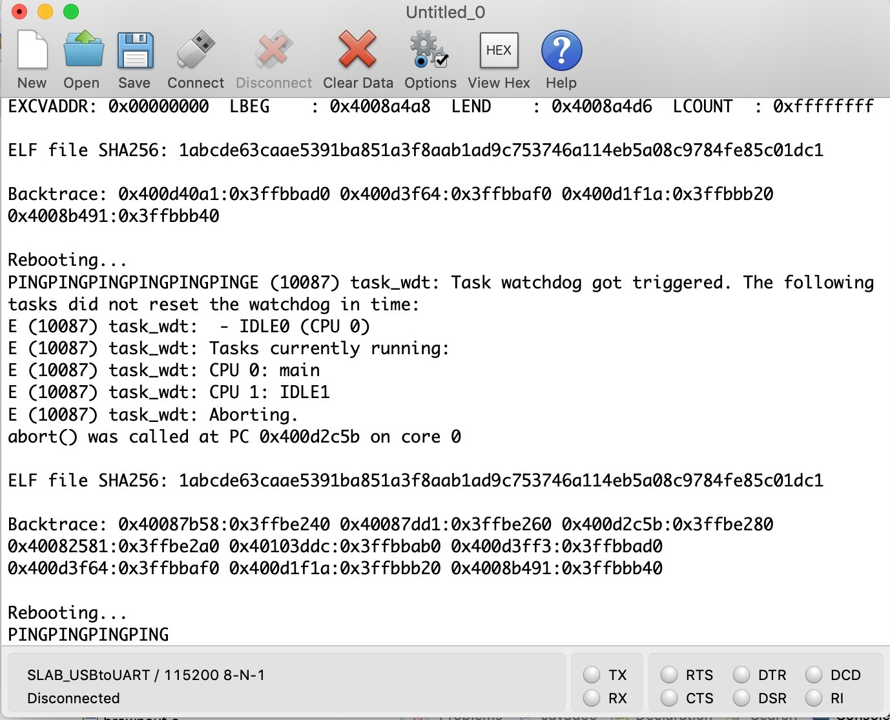 Untitled_0
New Open Save Connect Disconnect Clear Data Options HEX View Hex ? Help
EXCVADDR: 0x00000000 LBEG : 0x4008a4a8 LEND : 0x4008a4d6 LCOUNT : 0xffffffff
ELF file SHA256: 1abcde63caae5391ba851a3f8aab1ad9c753746a114eb5a08c9784fe85c01dc1
Backtrace: 0x400d40a1:0x3ffbbad0 0x400d3f64:0x3ffbbaf0 0x400d1f1a:0x3ffbbb20
0x4008b491:0x3ffbbb40
Rebooting...
PINGPINGPINGPINGPINGPINGE (10087) task_wdt: Task watchdog got triggered. The following
tasks did not reset the watchdog in time:
E (10087) task_wdt:  - IDLE0 (CPU 0)
E (10087) task_wdt: Tasks currently running:
E (10087) task_wdt: CPU 0: main
E (10087) task_wdt: CPU 1: IDLE1
E (10087) task_wdt: Aborting.
abort() was called at PC 0x400d2c5b on core 0
ELF file SHA256: 1abcde63caae5391ba851a3f8aab1ad9c753746a114eb5a08c9784fe85c01dc1
Backtrace: 0x40087b58:0x3ffbe240 0x40087dd1:0x3ffbe260 0x400d2c5b:0x3ffbe280
0x40082581:0x3ffbe2a0 0x40103ddc:0x3ffbbab0 0x400d3ff3:0x3ffbbad0
0x400d3f64:0x3ffbbaf0 0x400d1f1a:0x3ffbbb20 0x4008b491:0x3ffbbb40
Rebooting...
PINGPINGPINGPING
SLAB_USBtoUART / 115200 8-N-1 TX RTS DTR DCD
Disconnected RX CTS DSR RI